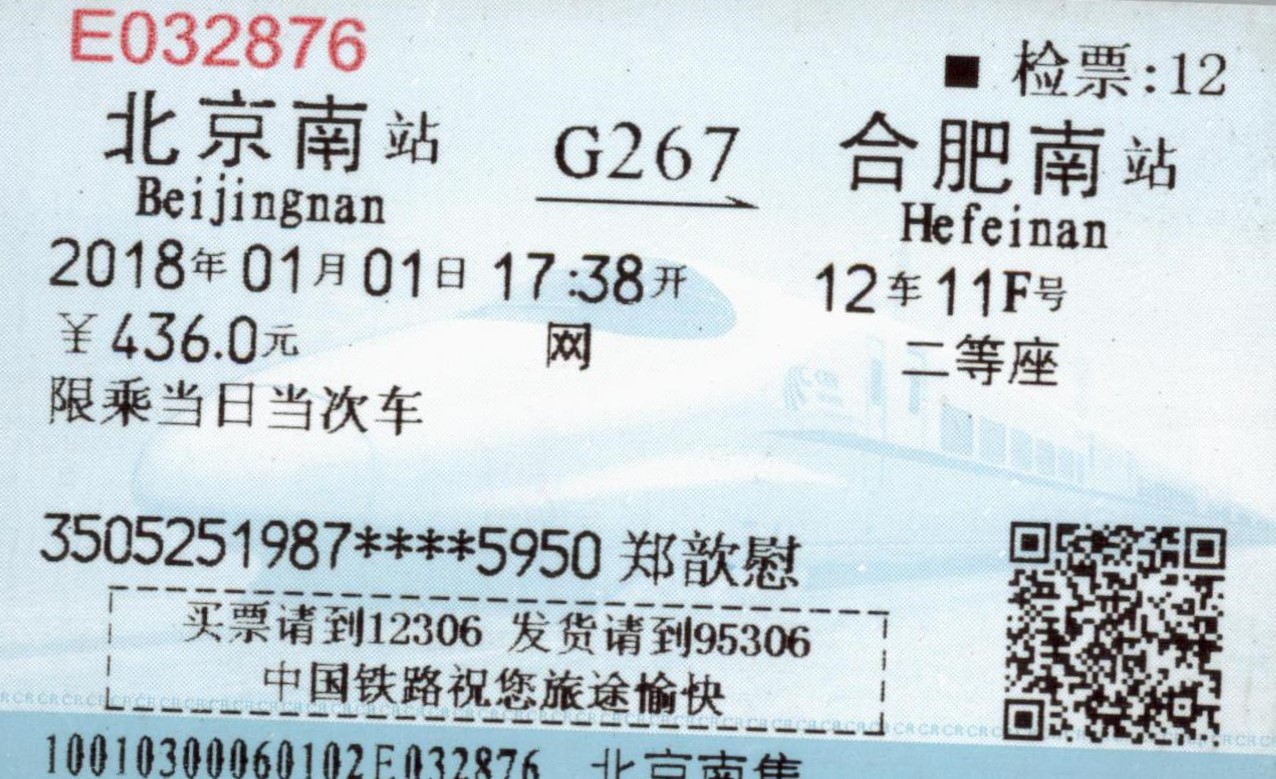 E032876
■ 检票:12
北京南站 G267 合肥南站
Beijingnan Hefeinan
2018年01月01日 17:38开 12车11F号
￥436.0元 网 二等座
限乘当日当次车
3505251987****5950 郑歆慰
买票请到12306 发货请到95306
中国铁路祝您旅途愉快
10010300060102E032876 北京南售